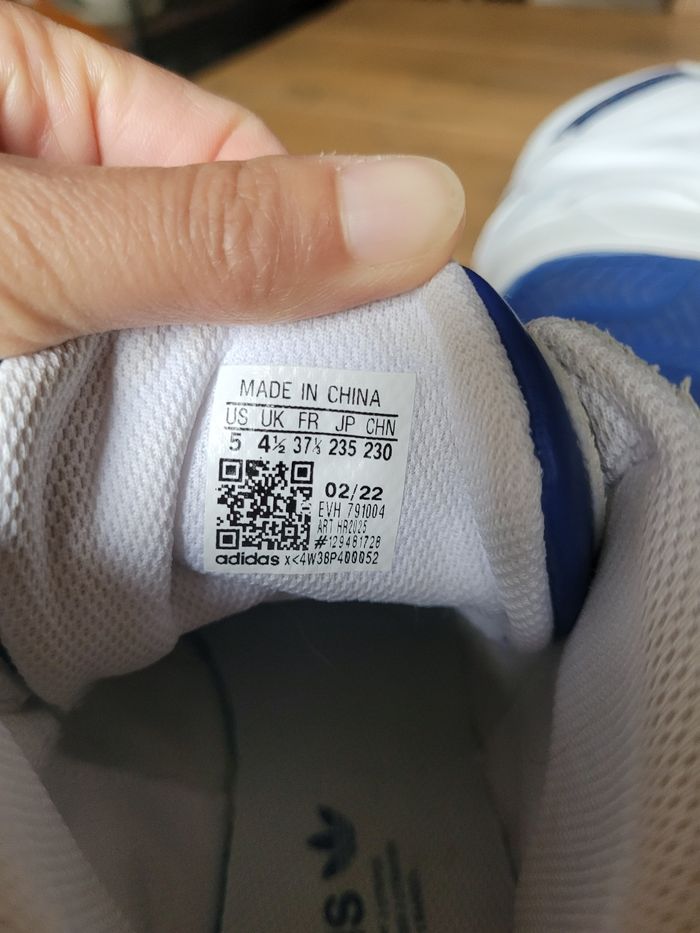 MADE IN CHINA
US UK FR JP CHN
5 4½ 37⅓ 235 230
02/22
EVH 791004
ART HR2025
#129481728
adidas x<4W38P400052